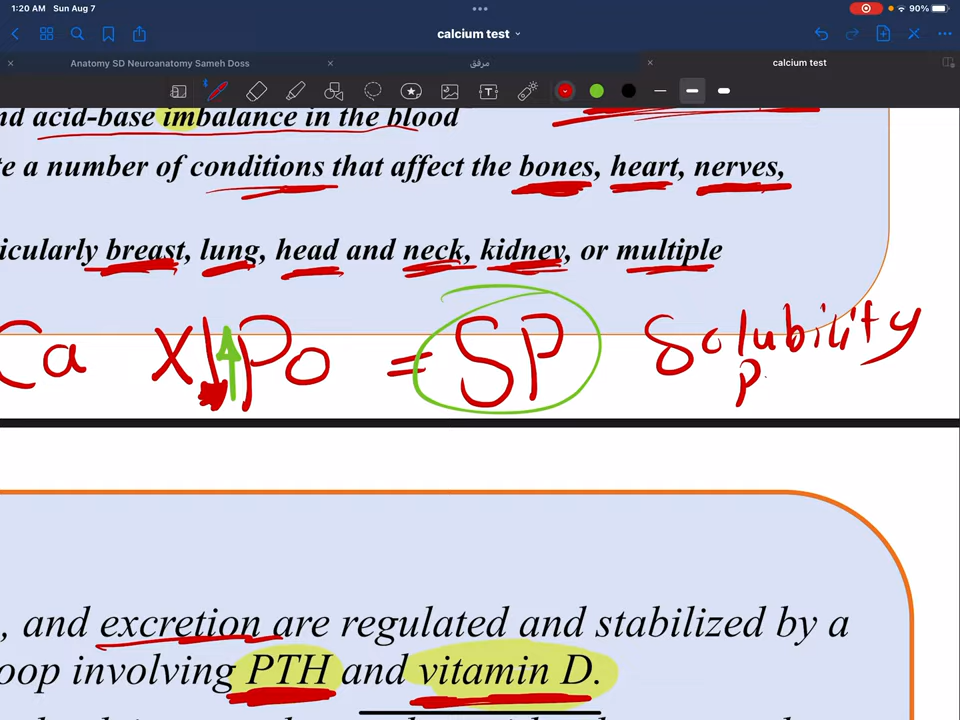 1:20 AM Sun Aug 7
90%
calcium test
Anatomy SD Neuroanatomy Sameh Doss
مرفق
calcium test
nd acid-base imbalance in the blood
te a number of conditions that affect the bones, heart, nerves,
icularly breast, lung, head and neck, kidney, or multiple
Ca X Po = SP Solubility
P.
, and excretion are regulated and stabilized by a
oop involving PTH and vitamin D.